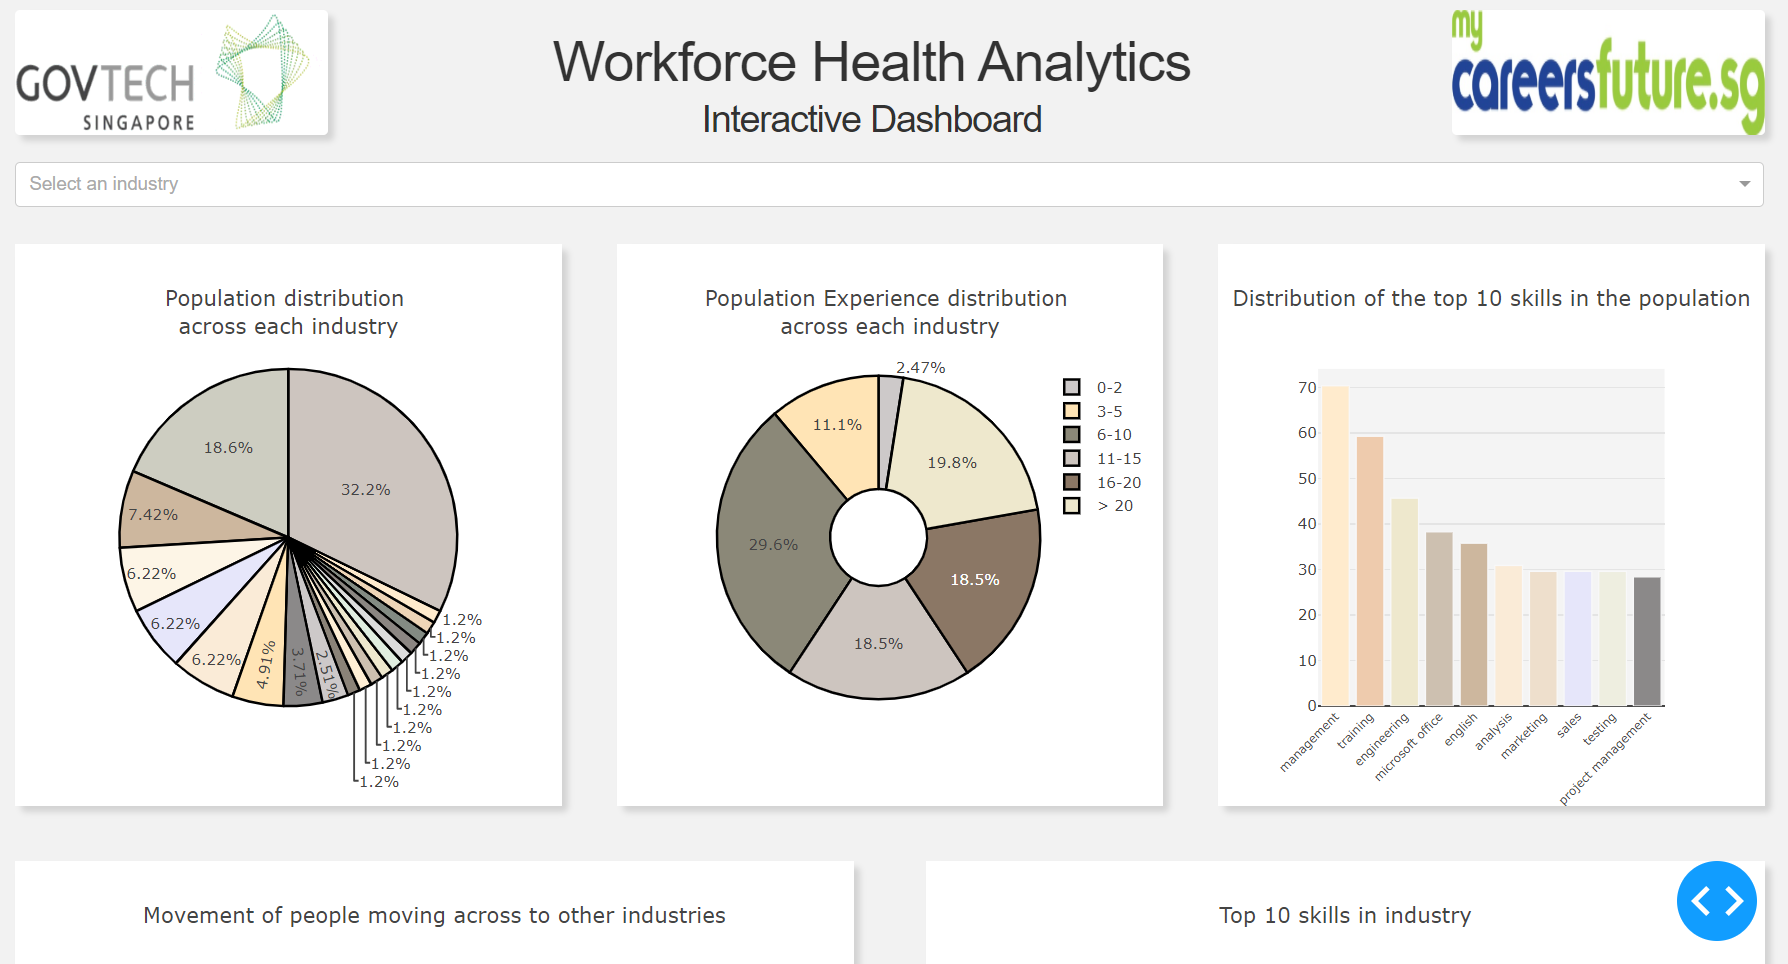 GOVTECH
SINGAPORE
Workforce Health Analytics
Interactive Dashboard
my
careersfuture.sg
Select an industry
Population distribution
across each industry
32.2%
18.6%
7.42%
6.22%
6.22%
6.22%
4.91%
3.71%
2.51%
1.2%
1.2%
1.2%
1.2%
1.2%
1.2%
1.2%
1.2%
1.2%
1.2%
Population Experience distribution
across each industry
2.47%
19.8%
18.5%
18.5%
29.6%
11.1%
0-2
3-5
6-10
11-15
16-20
> 20
Distribution of the top 10 skills in the population
70
60
50
40
30
20
10
0
management
training
engineering
microsoft office
english
analysis
marketing
sales
testing
project management
Movement of people moving across to other industries
Top 10 skills in industry